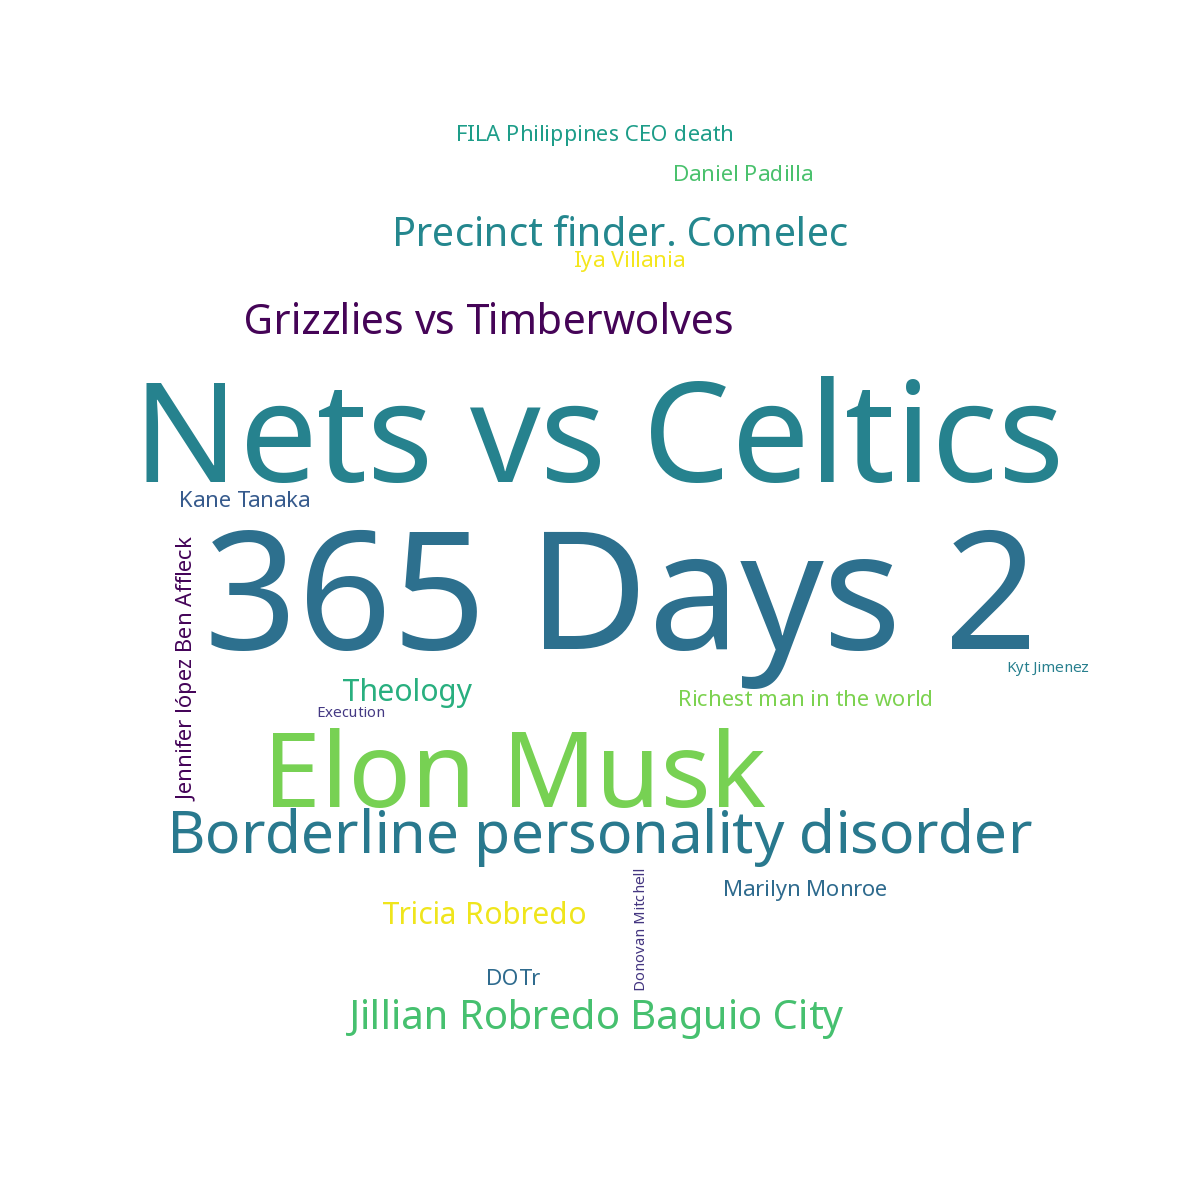 FILA Philippines CEO death
Daniel Padilla
Precinct finder. Comelec
Iya Villania
Grizzlies vs Timberwolves
Nets vs Celtics
Kane Tanaka
365 Days 2
Jennifer lópez Ben Affleck
Kyt Jimenez
Theology
Richest man in the world
Execution
Elon Musk
Borderline personality disorder
Marilyn Monroe
Tricia Robredo
Donovan Mitchell
DOTr
Jillian Robredo Baguio City